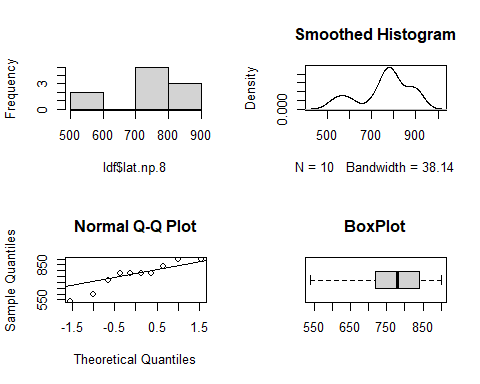 Smoothed Histogram
Frequency
0
3
500 600 700 800 900
ldf$lat.np.8
Density
0.000
500 700 900
N = 10 Bandwidth = 38.14
Normal Q-Q Plot
Sample Quantiles
550
850
-1.5 -0.5 0.5 1.5
Theoretical Quantiles
BoxPlot
550 650 750 850